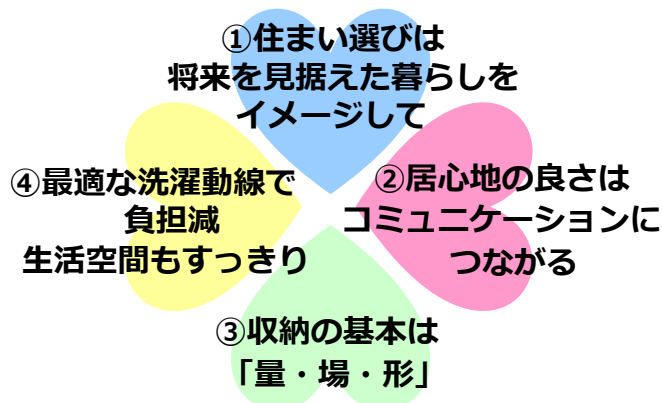 ①住まい選びは
将来を見据えた暮らしを
イメージして
②居心地の良さは
コミュニケーションに
つながる
③収納の基本は
「量・場・形」
④最適な洗濯動線で
負担減
生活空間もすっきり